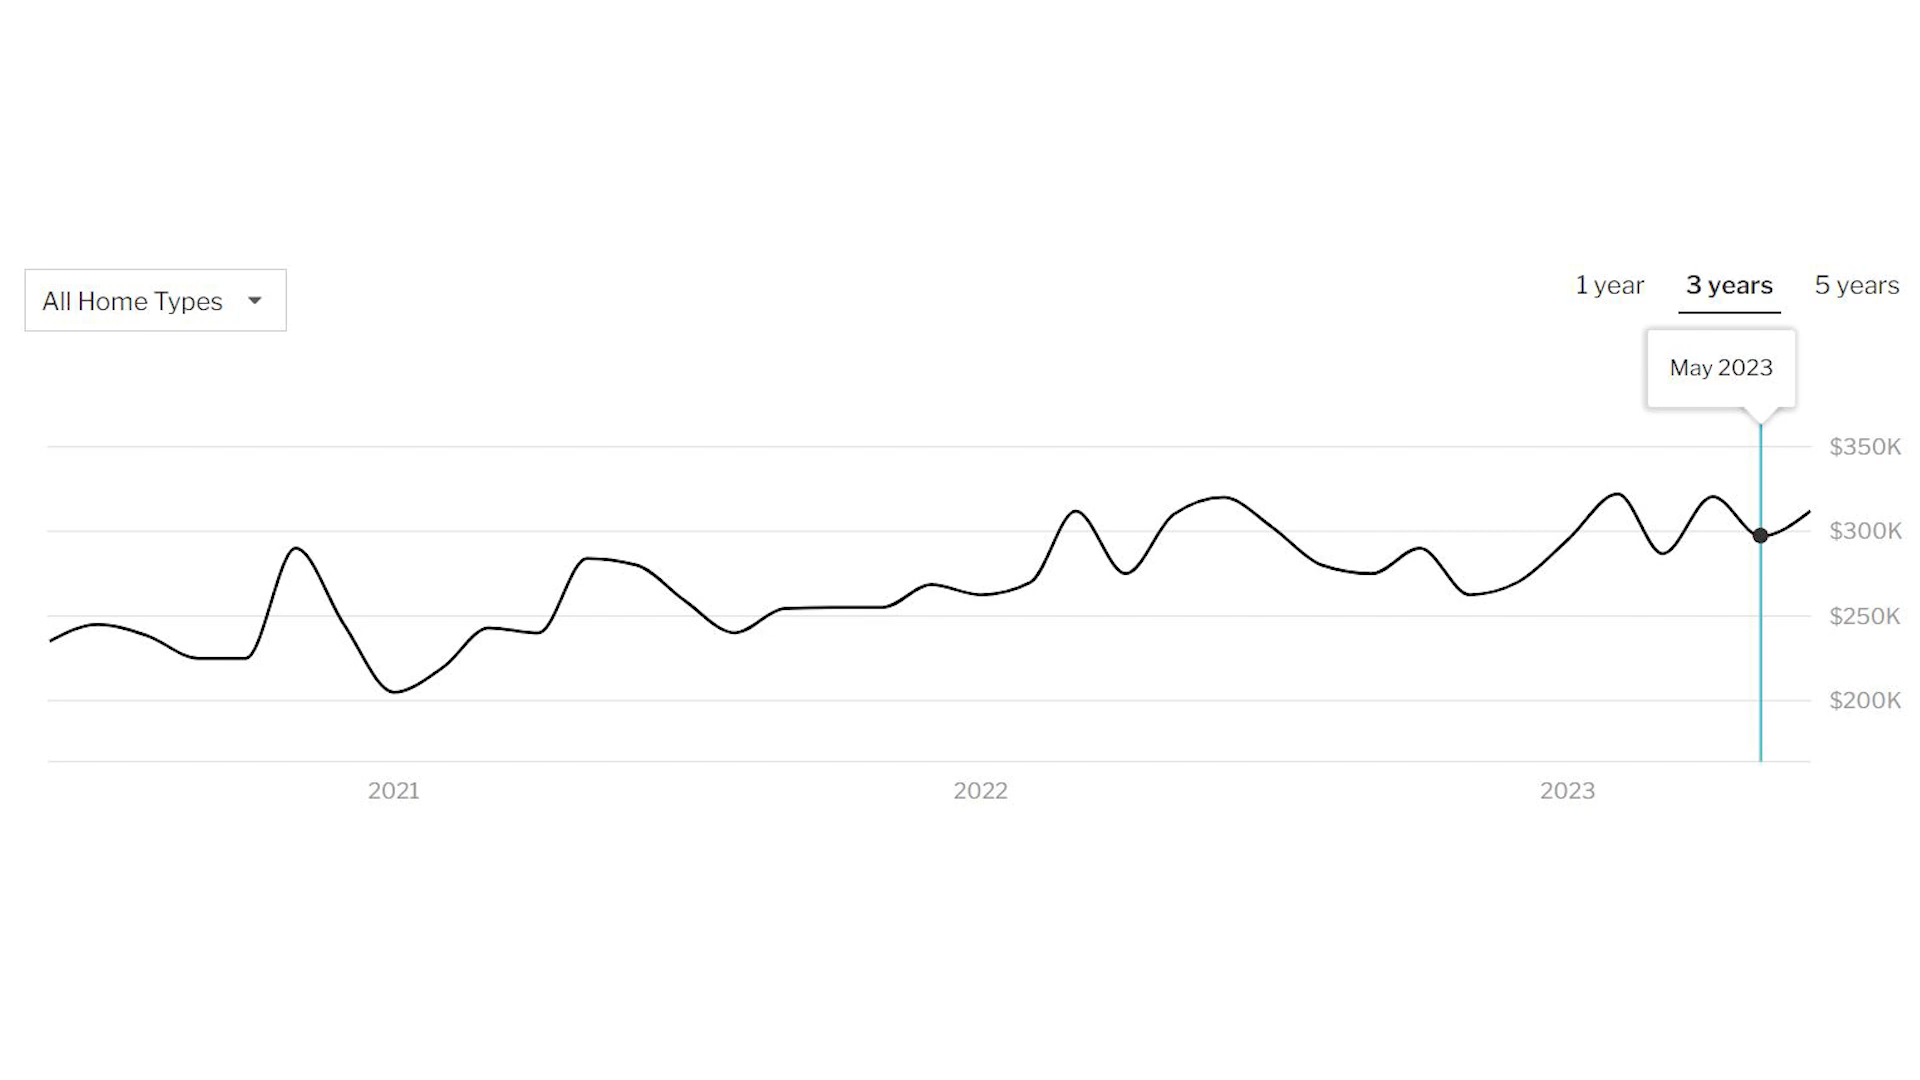 All Home Types
1 year
3 years
5 years
May 2023
$350K
$300K
$250K
$200K
2021
2022
2023